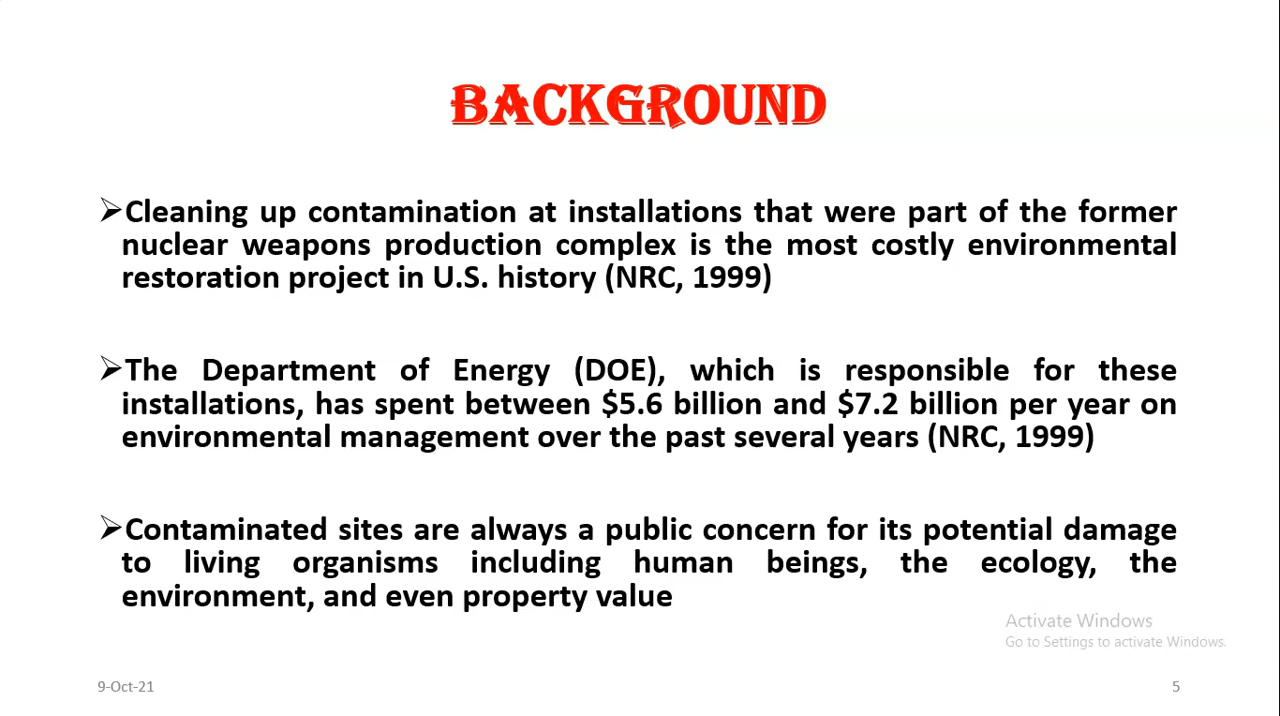 BACKGROUND
➢Cleaning up contamination at installations that were part of the former
nuclear weapons production complex is the most costly environmental
restoration project in U.S. history (NRC, 1999)
➢The Department of Energy (DOE), which is responsible for these
installations, has spent between $5.6 billion and $7.2 billion per year on
environmental management over the past several years (NRC, 1999)
➢Contaminated sites are always a public concern for its potential damage
to living organisms including human beings, the ecology, the
environment, and even property value
Activate Windows
Go to Settings to activate Windows.
9-Oct-21
5